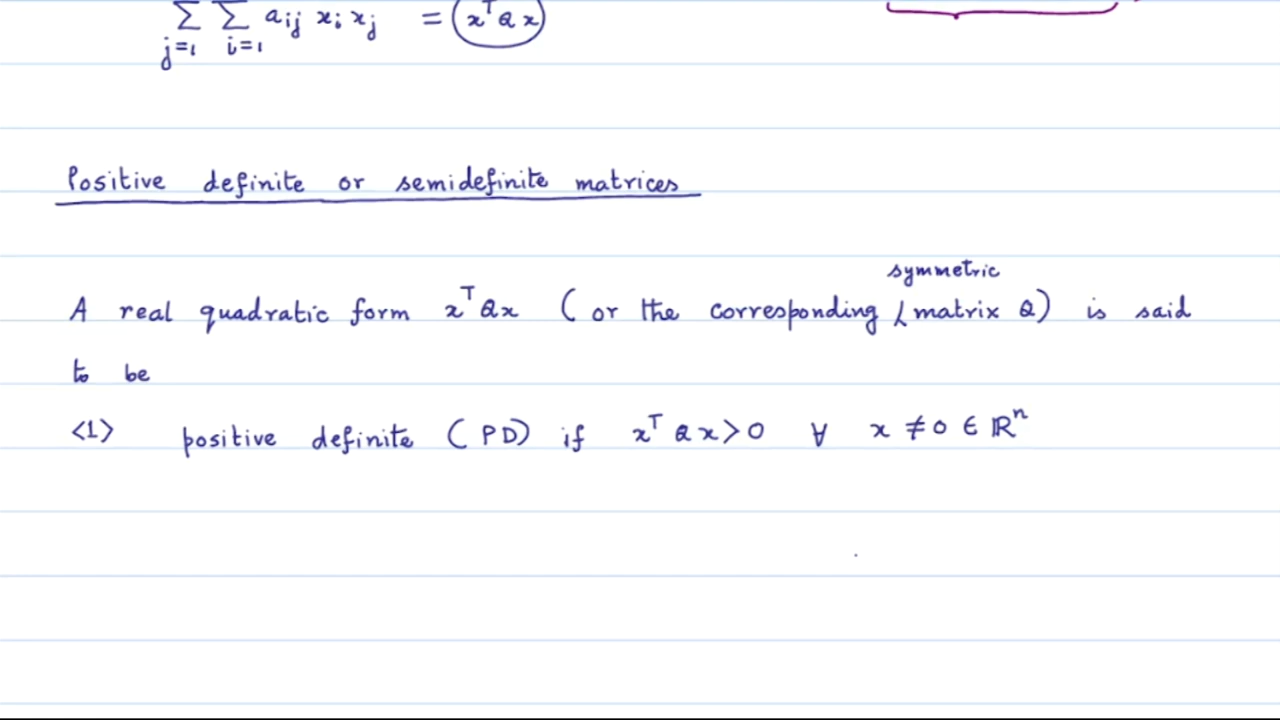 ∑ ∑ aij xi xj = xᵀQx
j=1 i=1
Positive definite or semidefinite matrices
symmetric
A real quadratic form xᵀQx (or the corresponding matrix Q) is said
to be
<1> positive definite (PD) if xᵀQx>0 ∀ x ≠0 ∈ ℝⁿ